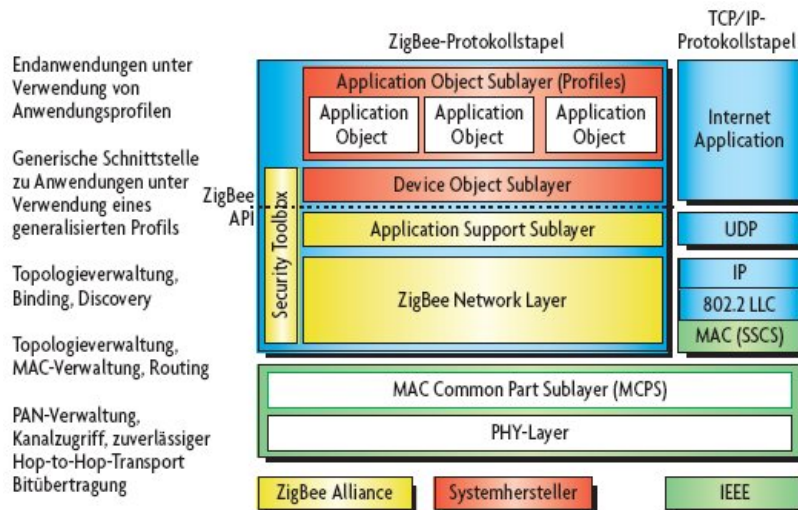 ZigBee-Protokollstapel
TCP/IP-
Protokollstapel
Endanwendungen unter
Verwendung von
Anwendungsprofilen
Generische Schnittstelle
zu Anwendungen unter
Verwendung eines
generalisierten Profils
Topologieverwaltung,
Binding, Discovery
Topologieverwaltung,
MAC-Verwaltung, Routing
PAN-Verwaltung,
Kanalzugriff, zuverlässiger
Hop-to-Hop-Transport
Bitübertragung
ZigBee
API
Security Toolbox
Application Object Sublayer (Profiles)
Application
Object
Application
Object
Application
Object
Device Object Sublayer
Application Support Sublayer
ZigBee Network Layer
Internet
Application
UDP
IP
802.2 LLC
MAC (SSCS)
MAC Common Part Sublayer (MCPS)
PHY-Layer
ZigBee Alliance
Systemhersteller
IEEE